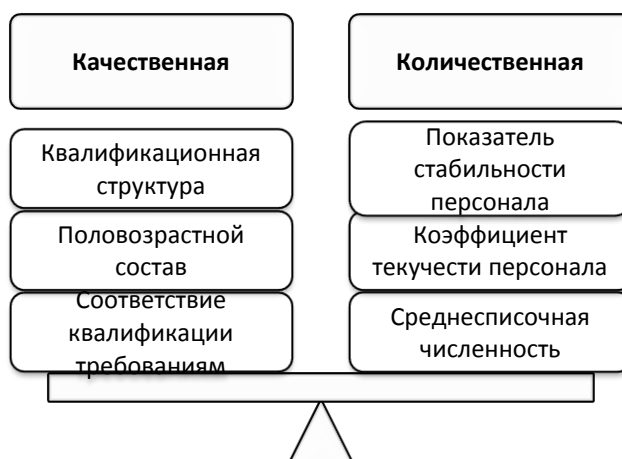 Качественная
Количественная
Квалификационная
структура
Показатель
стабильности
персонала
Половозрастной
состав
Коэффициент
текучести персонала
Соответствие
квалификации
требованиям
Среднесписочная
численность